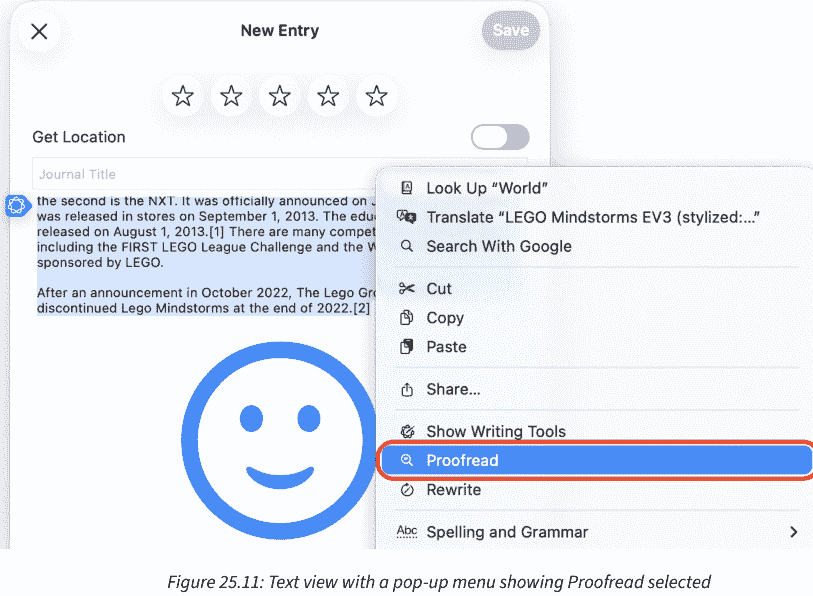 New Entry
Save
Get Location
Journal Title
the second is the NXT. It was officially announced on J
was released in stores on September 1, 2013. The edu
released on August 1, 2013.[1] There are many compet
including the FIRST LEGO League Challenge and the W
sponsored by LEGO.
After an announcement in October 2022, The Lego Gro
discontinued Lego Mindstorms at the end of 2022.[2]
Look Up “World”
Translate “LEGO Mindstorms EV3 (stylized:...”
Search With Google
Cut
Copy
Paste
Share...
Show Writing Tools
Proofread
Rewrite
Abc Spelling and Grammar
Figure 25.11: Text view with a pop-up menu showing Proofread selected